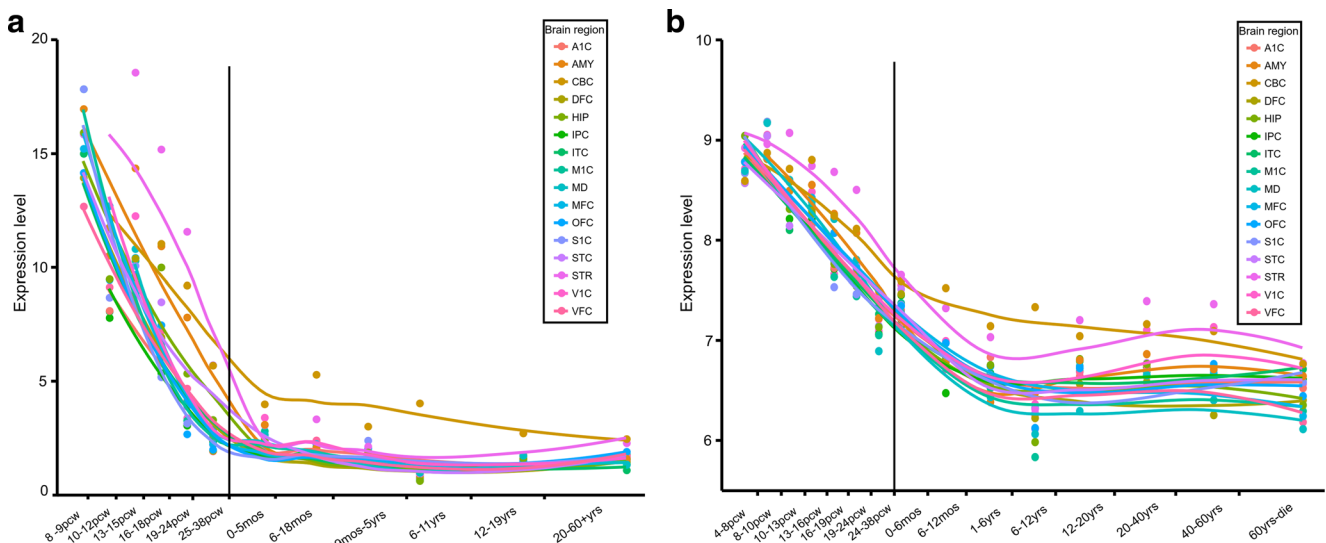 a
Expression level
20
15
10
5
0
8 -9pcw
10-12pcw
13-15pcw
16-18pcw
19-24pcw
25-38pcw
0-5mos
6-18mos
9mos-5yrs
6-11yrs
12-19yrs
20-60+yrs
Brain region
A1C
AMY
CBC
DFC
HIP
IPC
ITC
M1C
MD
MFC
OFC
S1C
STC
STR
V1C
VFC
b
Expression level
10
9
8
7
6
4-8pcw
8-10pcw
10-13pcw
13-16pcw
16-19pcw
19-24pcw
24-38pcw
0-6mos
6-12mos
1-6yrs
6-12yrs
12-20yrs
20-40yrs
40-60yrs
60yrs-die
Brain region
A1C
AMY
CBC
DFC
HIP
IPC
ITC
M1C
MD
MFC
OFC
S1C
STC
STR
V1C
VFC